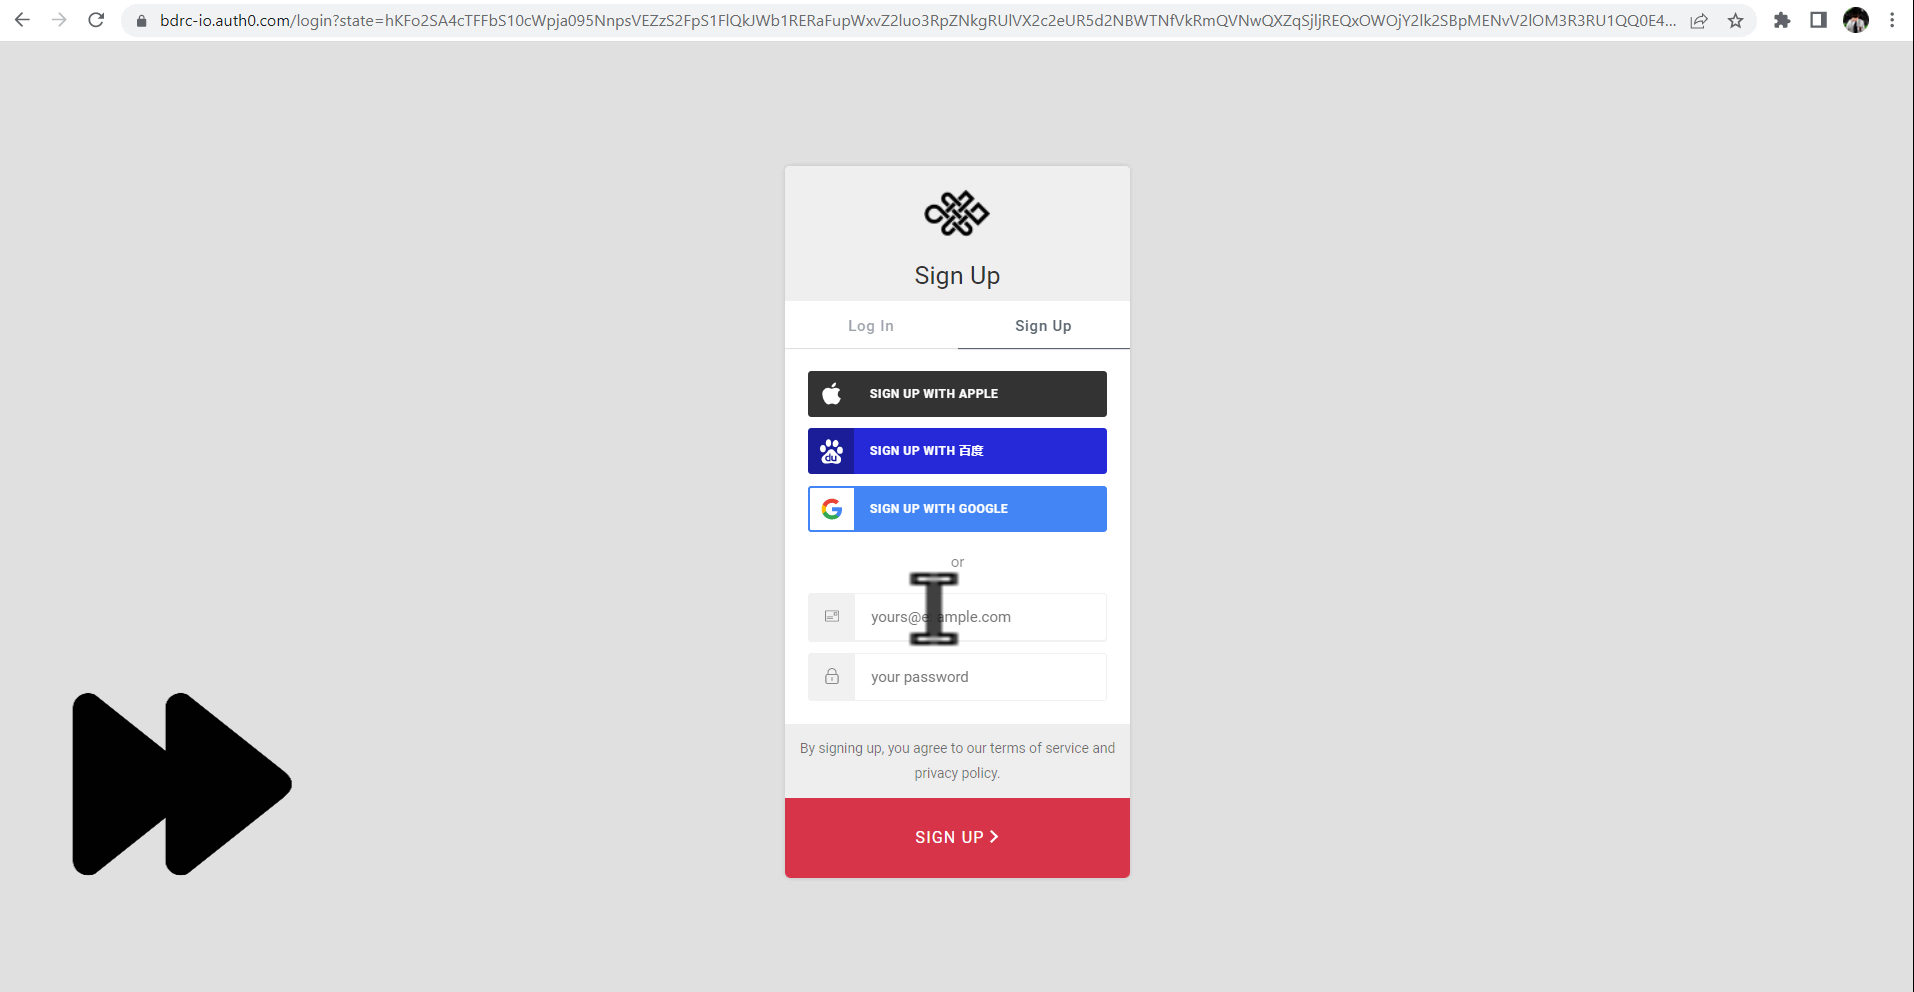 bdrc-io.auth0.com/login?state=hKFo2SA4cTFFbS10cWpja095NnpsVEZzS2FpS1FlQkJWb1RERaFupWxvZ2luo3RpZNkgRUlVX2c2eUR5d2NBWTNfVkRmQVNwQXZqSjljREQxOWOjY2lk2SBpMENvV2lOM3R3RU1QQ0E4...
Sign Up
Log In
Sign Up
SIGN UP WITH APPLE
du
SIGN UP WITH 百度
SIGN UP WITH GOOGLE
or
yours@e ample.com
your password
By signing up, you agree to our terms of service and
privacy policy.
SIGN UP